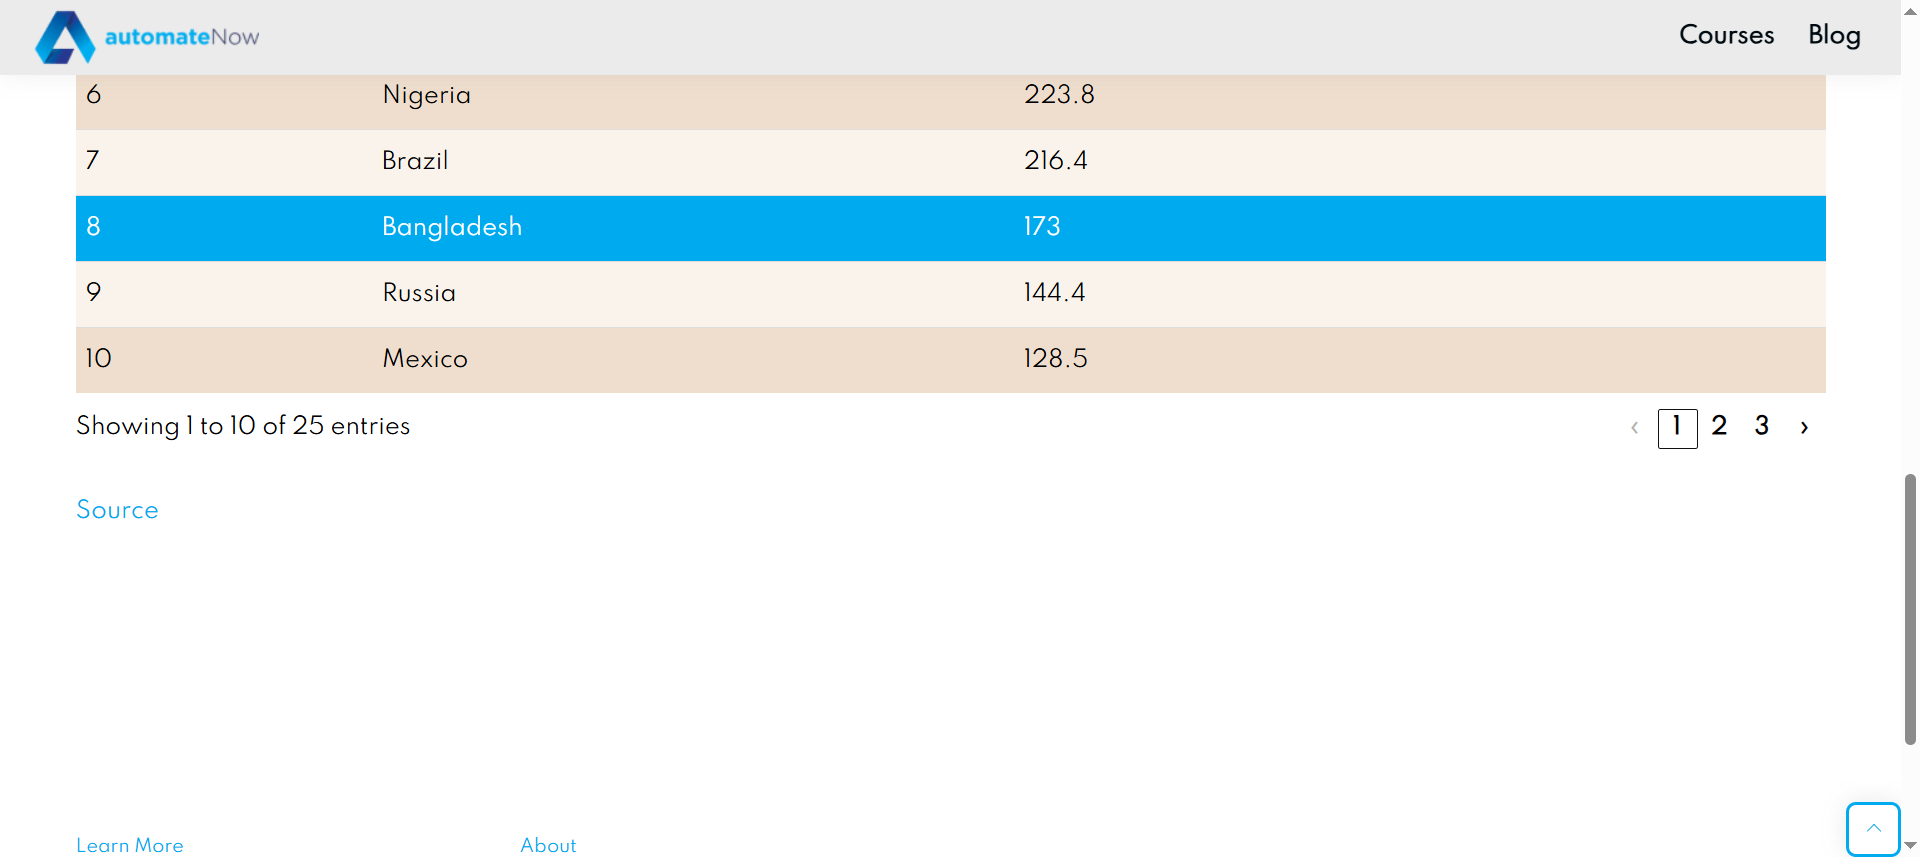 automateNow
Courses Blog
6 Nigeria 223.8
7 Brazil 216.4
8 Bangladesh 173
9 Russia 144.4
10 Mexico 128.5
Showing 1 to 10 of 25 entries
‹ 1 2 3 ›
Source
Learn More About